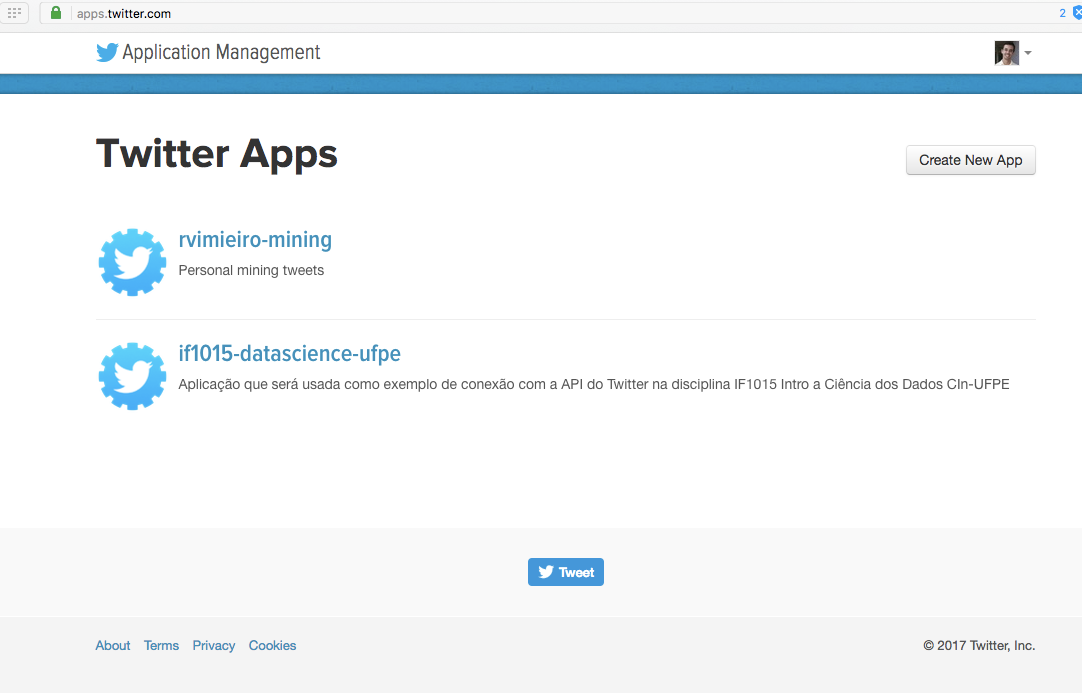 apps.twitter.com
2
Application Management
Twitter Apps
Create New App
rvimieiro-mining
Personal mining tweets
if1015-datascience-ufpe
Aplicação que será usada como exemplo de conexão com a API do Twitter na disciplina IF1015 Intro a Ciência dos Dados CIn-UFPE
Tweet
About Terms Privacy Cookies
© 2017 Twitter, Inc.